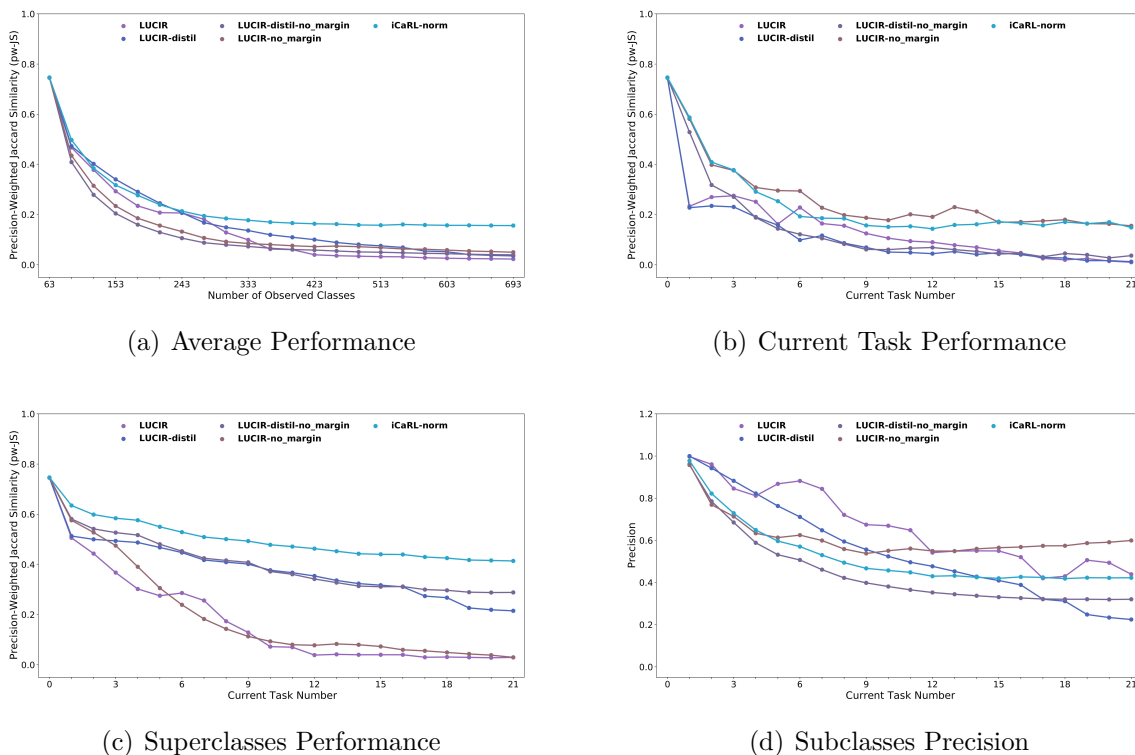 LUCIR
LUCIR-distil
LUCIR-distil-no_margin
LUCIR-no_margin
iCaRL-norm
Precision-Weighted Jaccard Similarity (pw-JS)
1.0
0.8
0.6
0.4
0.2
0.0
63 153 243 333 423 513 603 693
Number of Observed Classes
(a) Average Performance
LUCIR
LUCIR-distil
LUCIR-distil-no_margin
LUCIR-no_margin
iCaRL-norm
Precision-Weighted Jaccard Similarity (pw-JS)
1.0
0.8
0.6
0.4
0.2
0.0
0 3 6 9 12 15 18 21
Current Task Number
(b) Current Task Performance
LUCIR
LUCIR-distil
LUCIR-distil-no_margin
LUCIR-no_margin
iCaRL-norm
Precision-Weighted Jaccard Similarity (pw-JS)
1.0
0.8
0.6
0.4
0.2
0.0
0 3 6 9 12 15 18 21
Current Task Number
(c) Superclasses Performance
LUCIR
LUCIR-distil
LUCIR-distil-no_margin
LUCIR-no_margin
iCaRL-norm
Precision
1.2
1.0
0.8
0.6
0.4
0.2
0.0
0 3 6 9 12 15 18 21
Current Task Number
(d) Subclasses Precision